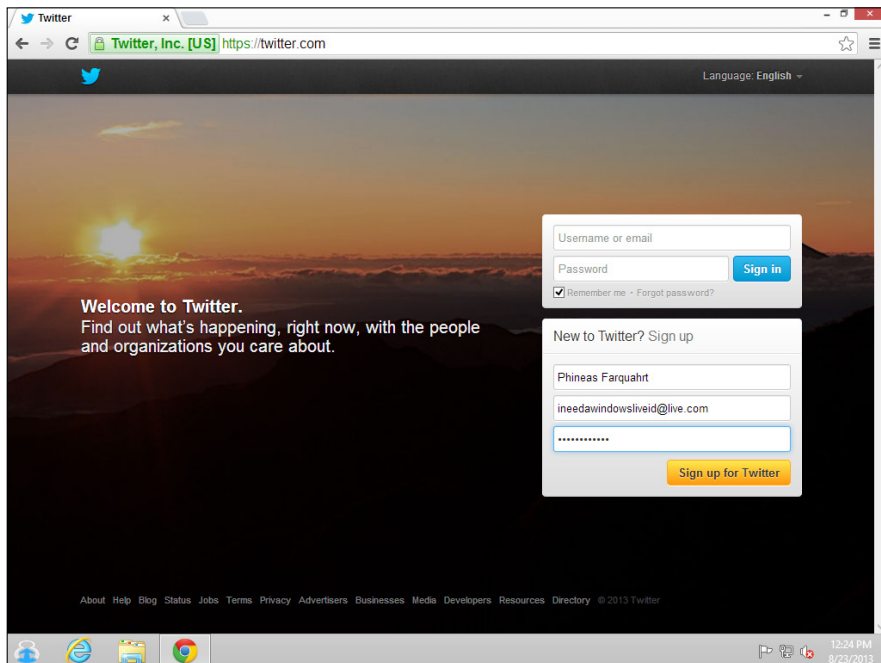 Twitter
Twitter, Inc. [US] https://twitter.com
Language: English
Username or email
Password
Sign in
Remember me · Forgot password?
Welcome to Twitter.
Find out what's happening, right now, with the people
and organizations you care about.
New to Twitter? Sign up
Phineas Farquahrt
ineedawindowsliveid@live.com
••••••••••••
Sign up for Twitter
About Help Blog Status Jobs Terms Privacy Advertisers Businesses Media Developers Resources Directory © 2013 Twitter
12:24 PM
8/23/2013